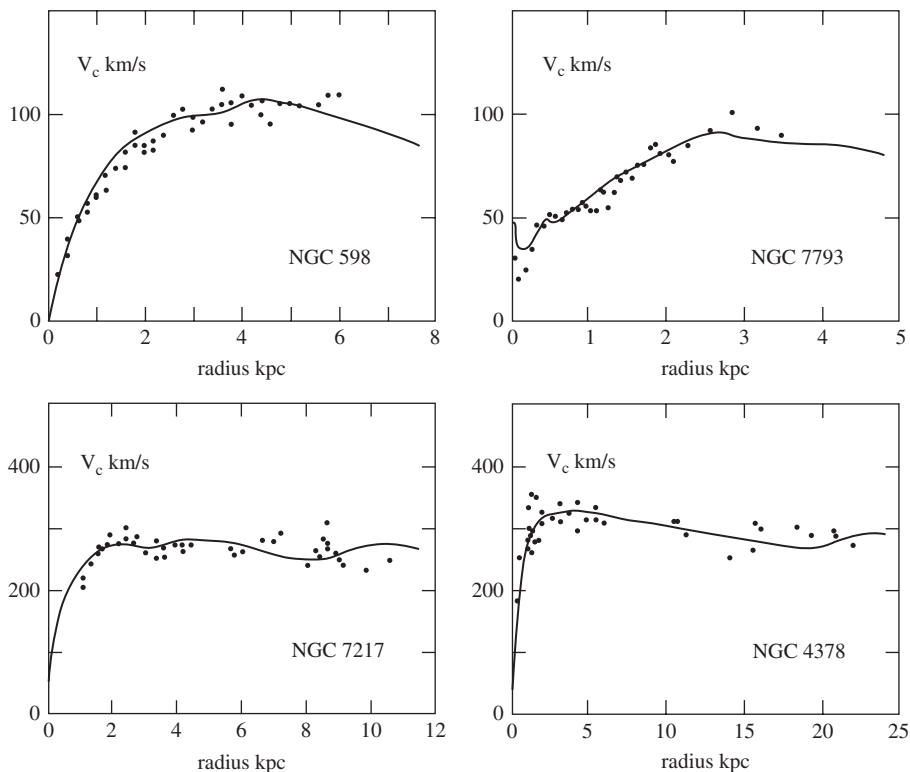 V_c km/s
100
50
0
NGC 598
0 2 4 6 8
radius kpc
V_c km/s
100
50
0
NGC 7793
0 1 2 3 4 5
radius kpc
V_c km/s
400
200
0
NGC 7217
0 2 4 6 8 10 12
radius kpc
V_c km/s
400
200
0
NGC 4378
0 5 10 15 20 25
radius kpc